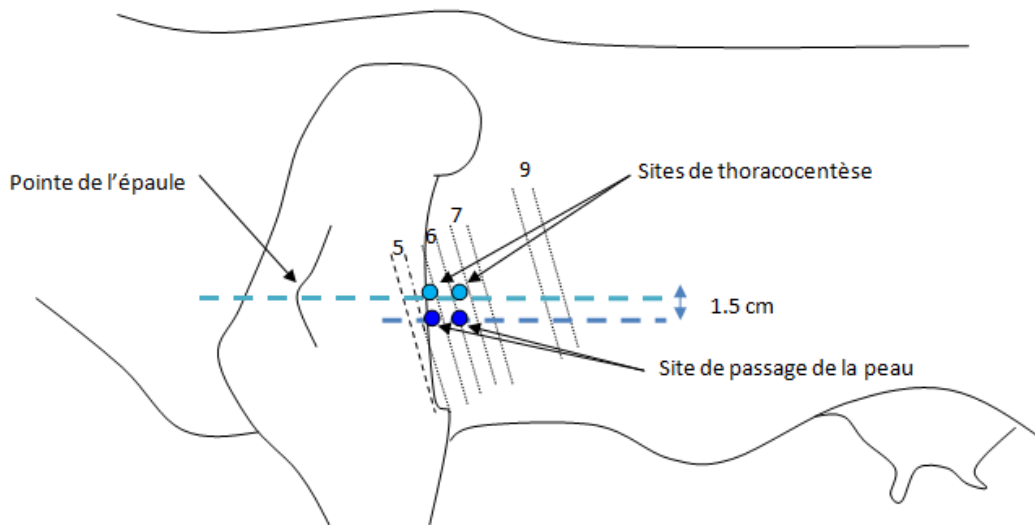 Pointe de l'épaule
Sites de thoracocentèse
9
7
6
5
1.5 cm
Site de passage de la peau